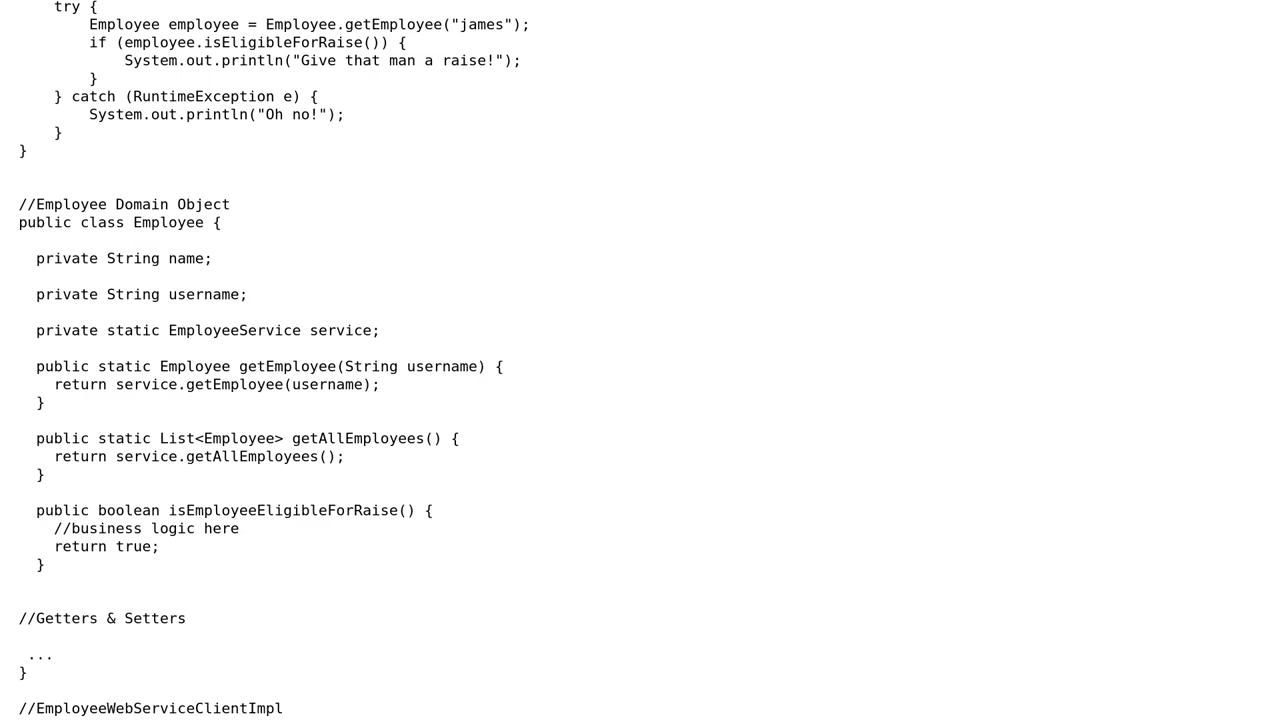 try {
        Employee employee = Employee.getEmployee("james");
        if (employee.isEligibleForRaise()) {
            System.out.println("Give that man a raise!");
        }
    } catch (RuntimeException e) {
        System.out.println("Oh no!");
    }
}
//Employee Domain Object
public class Employee {
  private String name;
  private String username;
  private static EmployeeService service;
  public static Employee getEmployee(String username) {
    return service.getEmployee(username);
  }
  public static List<Employee> getAllEmployees() {
    return service.getAllEmployees();
  }
  public boolean isEmployeeEligibleForRaise() {
    //business logic here
    return true;
  }
//Getters & Setters
 ...
}
//EmployeeWebServiceClientImpl